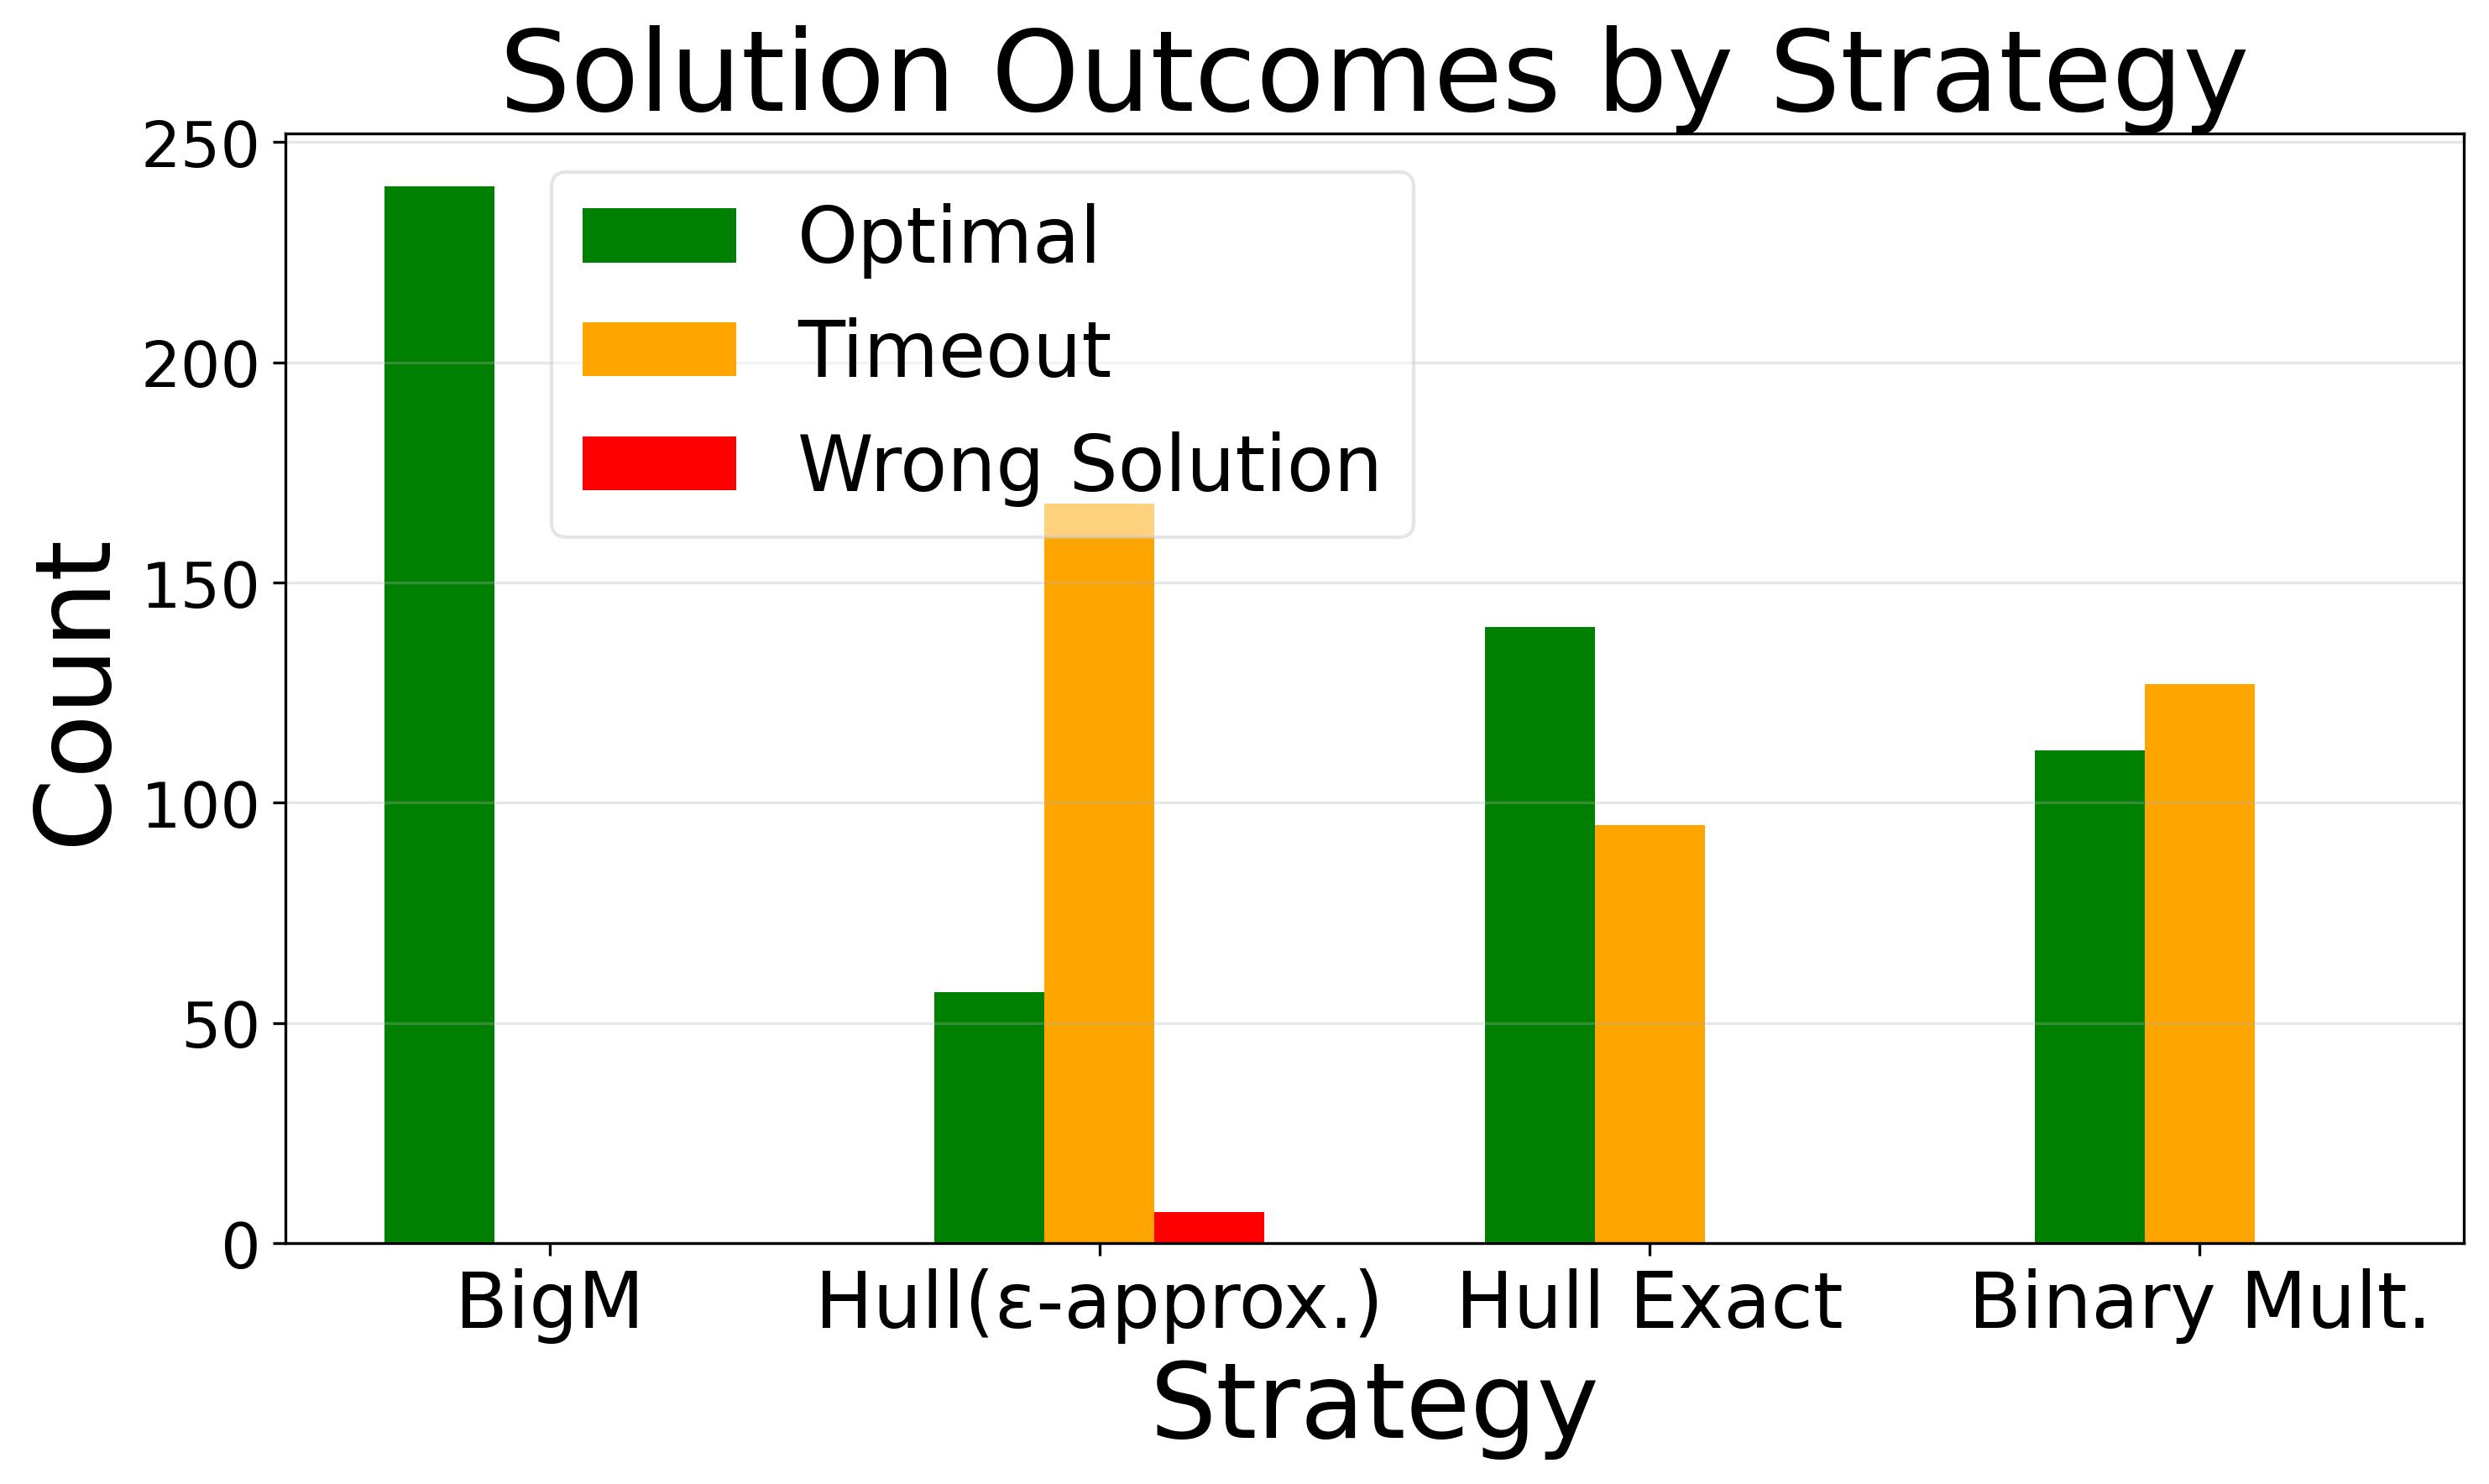 Solution Outcomes by Strategy
250
200
150
100
50
0
Count
Optimal
Timeout
Wrong Solution
BigM
Hull(ε-approx.)
Hull Exact
Binary Mult.
Strategy